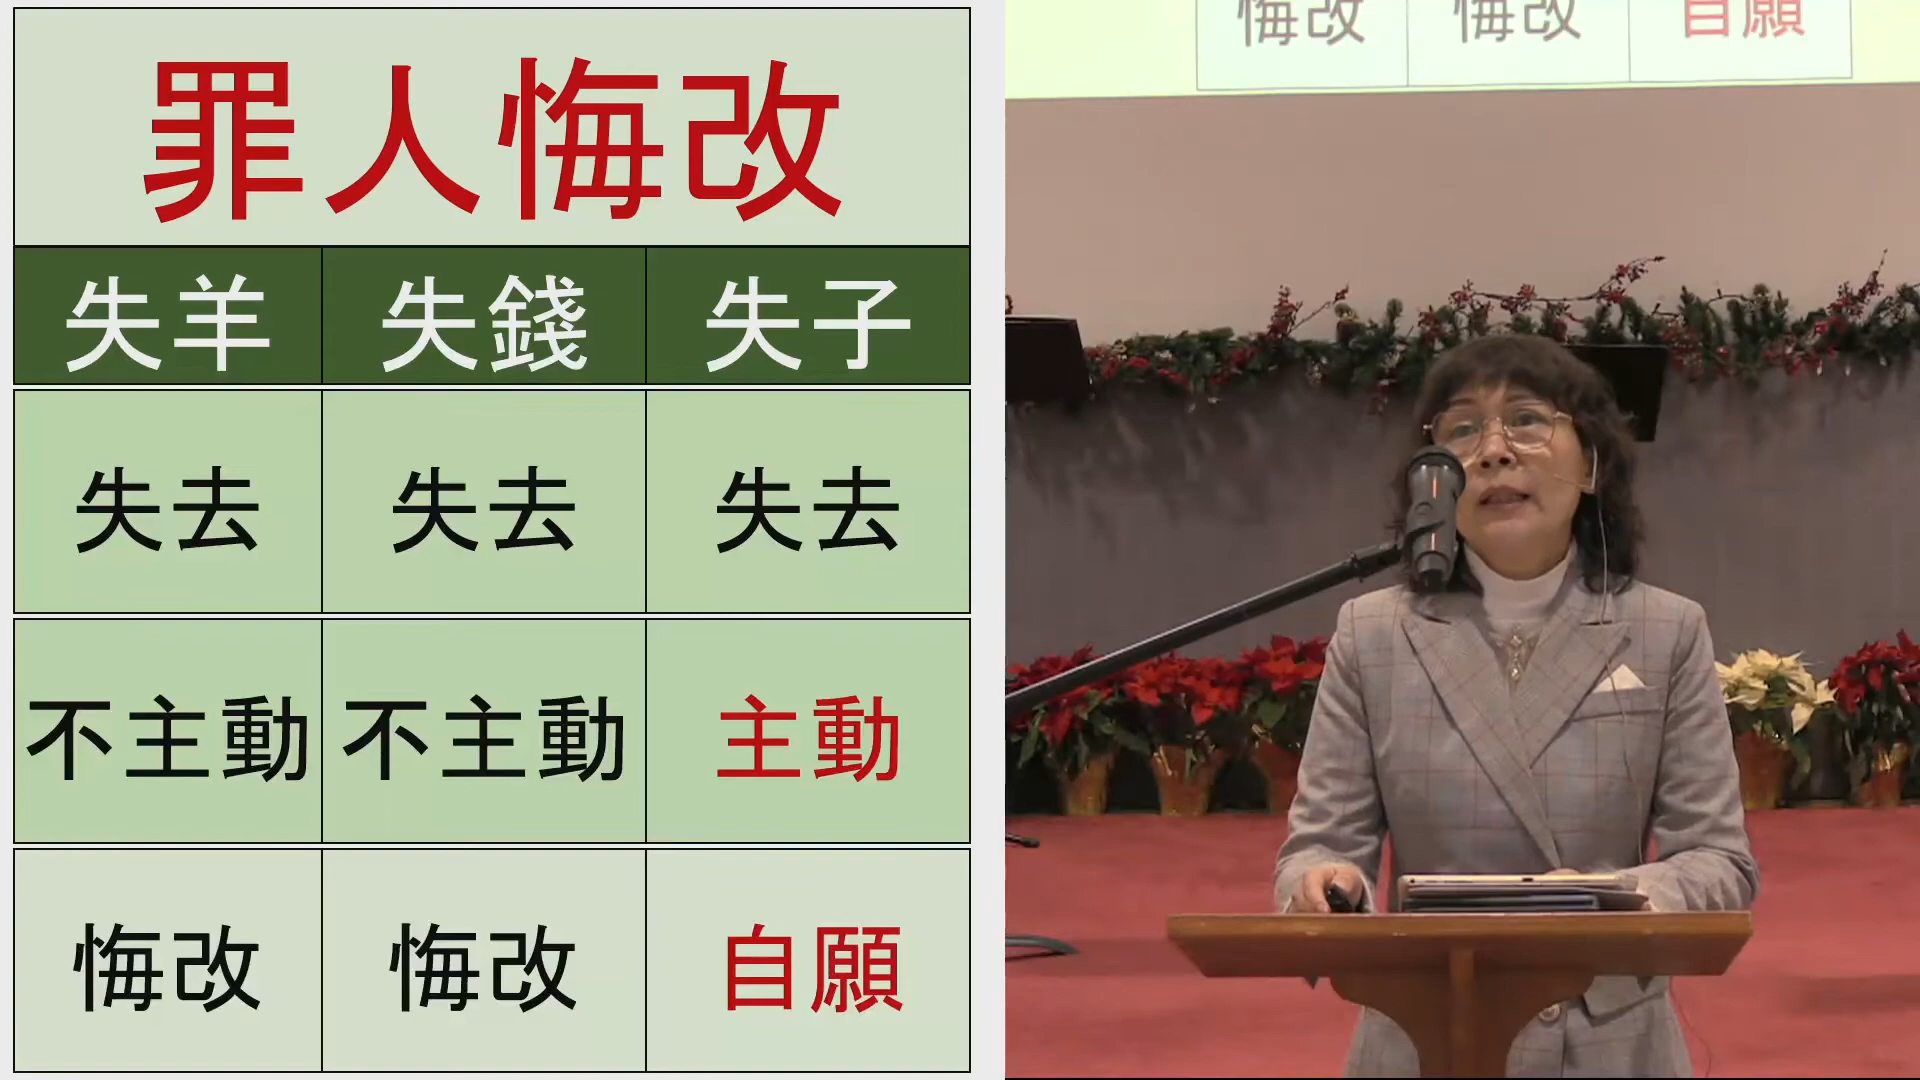 罪人悔改
失羊 失錢 失子
失去 失去 失去
不主動 不主動 主動
悔改 悔改 自願
悔改 悔改 自願